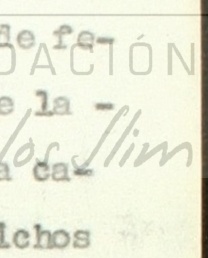 de fe-
DACIÓN
e la -
los Slim
a ca-
ichos